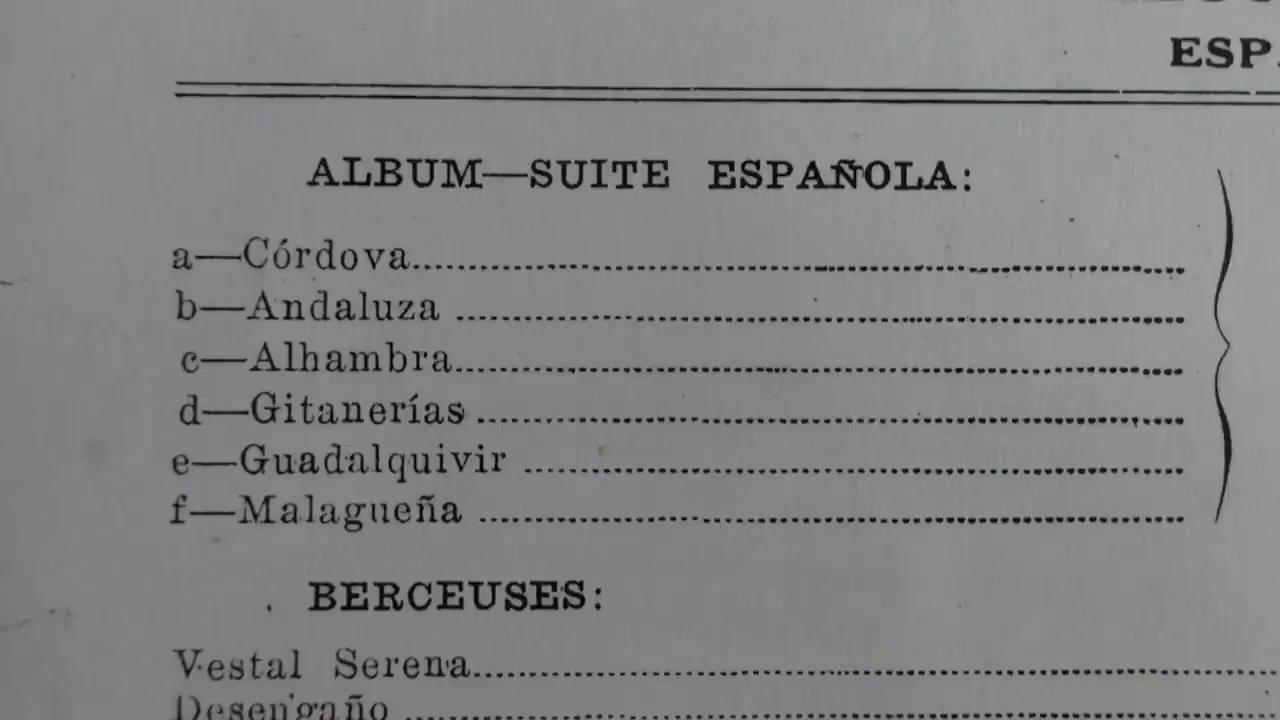 ESP
ALBUM—SUITE ESPAÑOLA:
a—Córdova
b—Andaluza
c—Alhambra
d—Gitanerías
e—Guadalquivir
f—Malagueña
BERCEUSES:
Vestal Serena
Desengaño